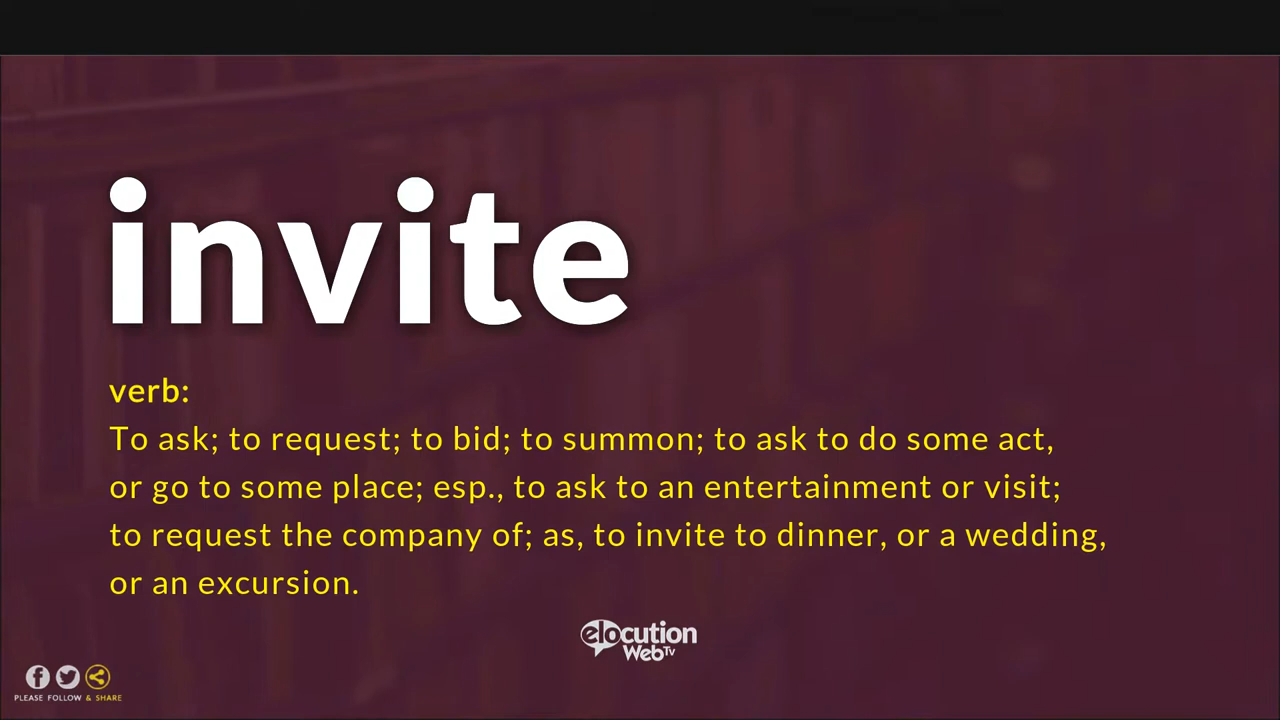 invite
verb:
To ask; to request; to bid; to summon; to ask to do some act,
or go to some place; esp., to ask to an entertainment or visit;
to request the company of; as, to invite to dinner, or a wedding,
or an excursion.
elocution
WebTv
PLEASE FOLLOW & SHARE